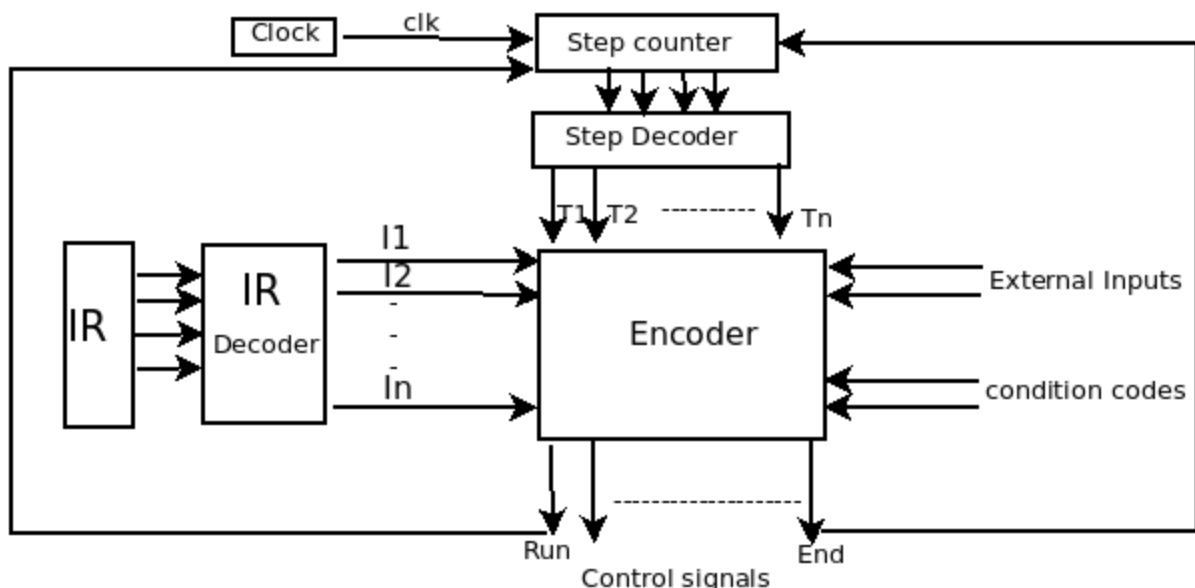 Clock
clk
Step counter
Step Decoder
T1
T2
----------
Tn
I1
I2
-
-
-
In
IR
IR
Decoder
Encoder
External Inputs
condition codes
--------------------
Run
End
Control signals